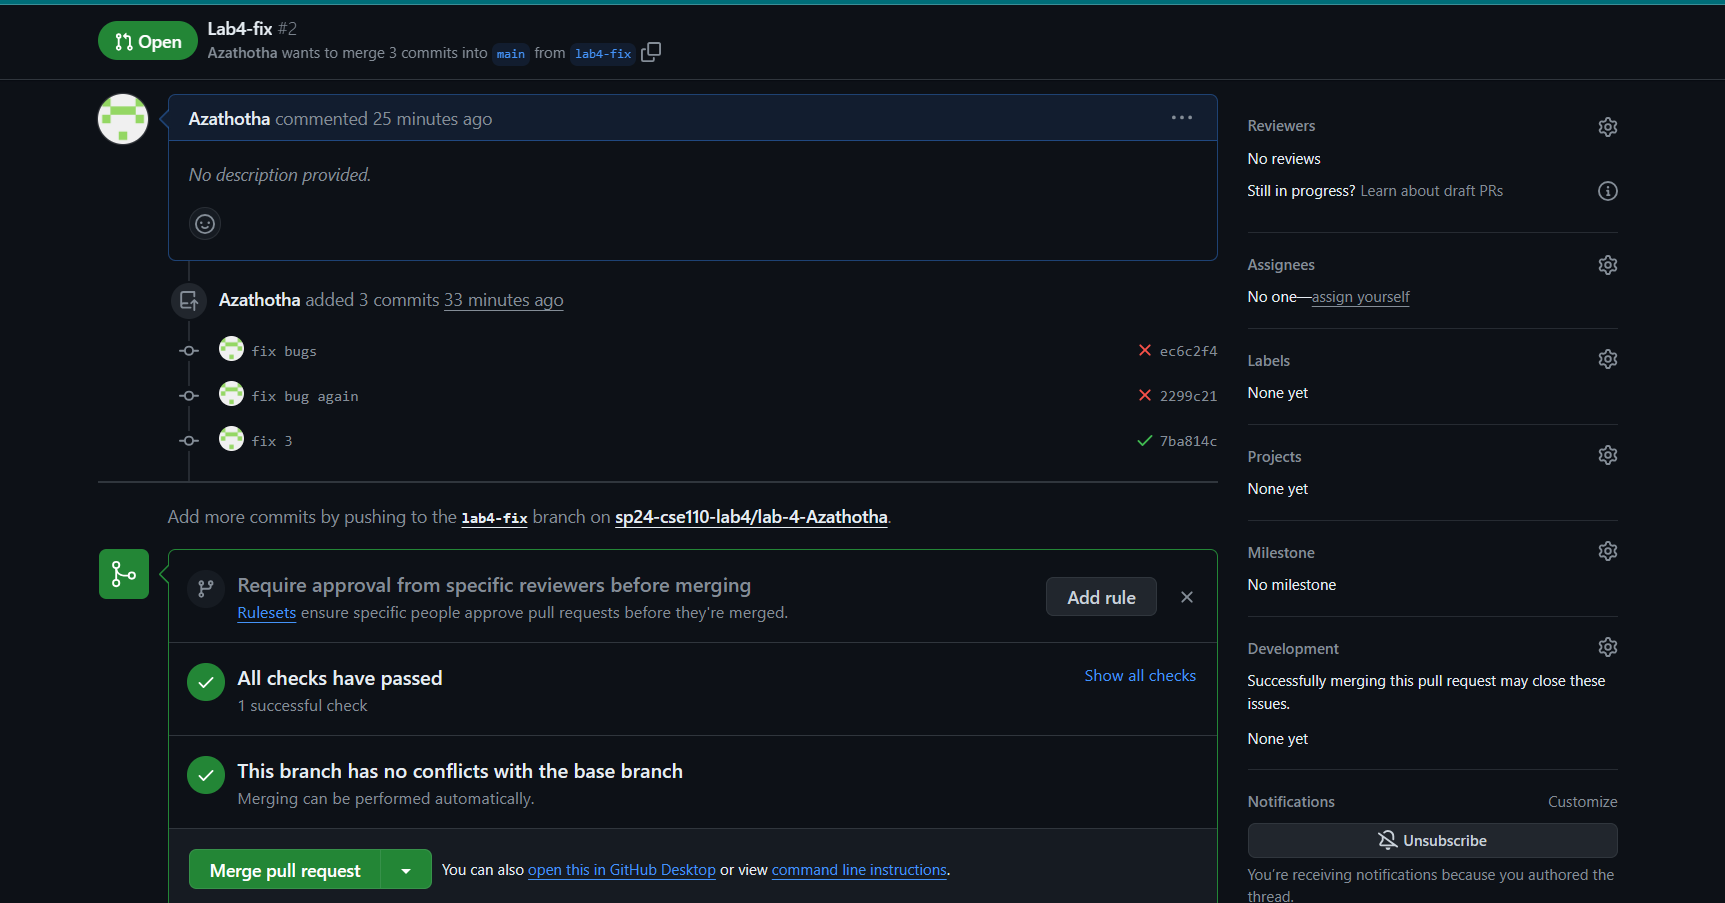 Open
Lab4-fix #2
Azathotha wants to merge 3 commits into main from lab4-fix
Azathotha commented 25 minutes ago
No description provided.
Azathotha added 3 commits 33 minutes ago
fix bugs ec6c2f4
fix bug again 2299c21
fix 3 7ba814c
Add more commits by pushing to the lab4-fix branch on sp24-cse110-lab4/lab-4-Azathotha.
Require approval from specific reviewers before merging
Rulesets ensure specific people approve pull requests before they're merged.
Add rule
All checks have passed
1 successful check
Show all checks
This branch has no conflicts with the base branch
Merging can be performed automatically.
Merge pull request
You can also open this in GitHub Desktop or view command line instructions.
Reviewers
No reviews
Still in progress? Learn about draft PRs
Assignees
No one—assign yourself
Labels
None yet
Projects
None yet
Milestone
No milestone
Development
Successfully merging this pull request may close these
issues.
None yet
Notifications Customize
Unsubscribe
You're receiving notifications because you authored the
thread.